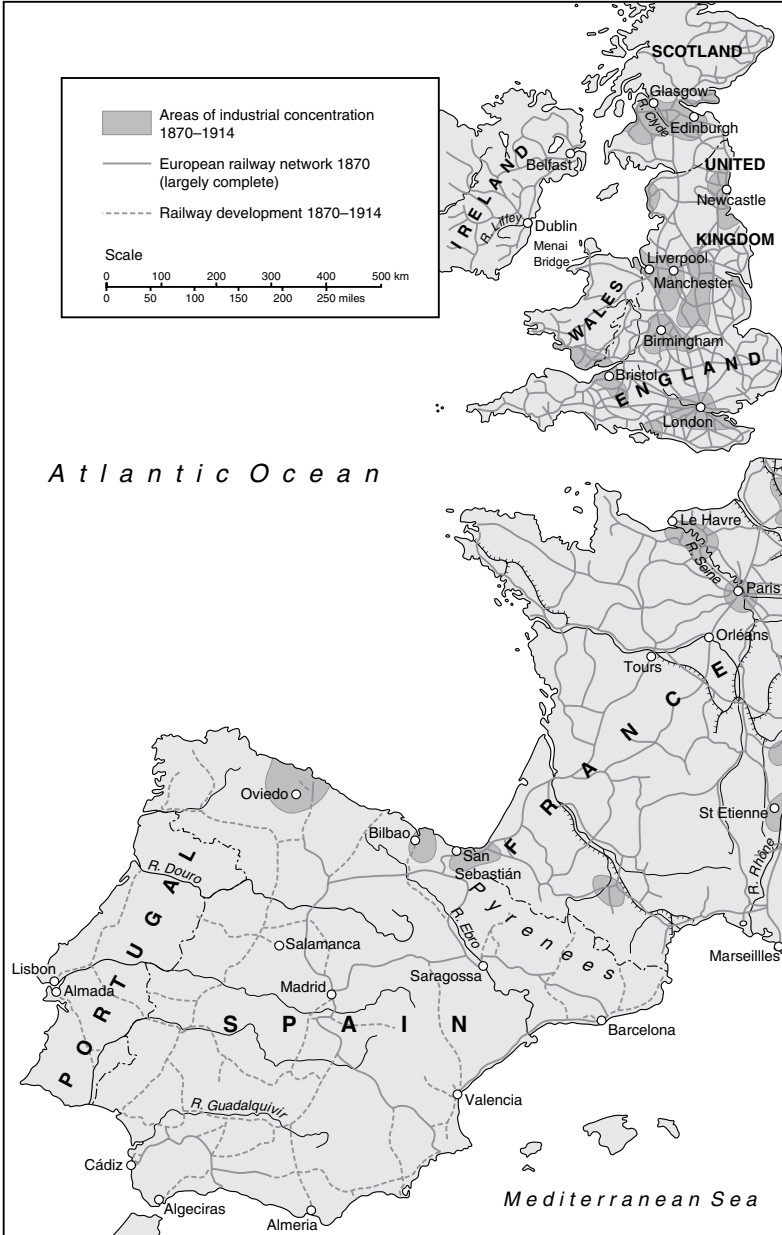 Areas of industrial concentration
1870–1914
European railway network 1870
(largely complete)
Railway development 1870–1914
Scale
0 100 100 300 400 500 km
0 50 100 150 200 250 miles
SCOTLAND
Glasgow
R. Clyde
Edinburgh
IRELAND
Belfast
UNITED
Newcastle
R. Liffey
Dublin
KINGDOM
Menai
Bridge
Liverpool
Manchester
WALES
Birmingham
Bristol
ENGLAND
London
Atlantic Ocean
Le Havre
R. Seine
Paris
Orléans
Tours
FRANCE
Oviedo
St Etienne
Bilbao
San
Sebastián
R. Rhône
R. Douro
PORTUGAL
Pyrenees
R. Ebro
Salamanca
Marseillles
Lisbon
Saragossa
Almada
Madrid
SPAIN
Barcelona
Valencia
R. Guadalquivir
Cádiz
Algeciras
Almeria
Mediterranean Sea